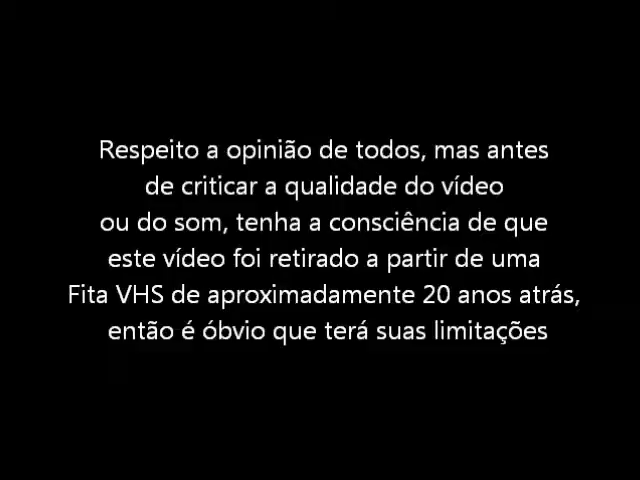 Respeito a opinião de todos, mas antes
de criticar a qualidade do vídeo
ou do som, tenha a consciência de que
este vídeo foi retirado a partir de uma
Fita VHS de aproximadamente 20 anos atrás,
então é óbvio que terá suas limitações